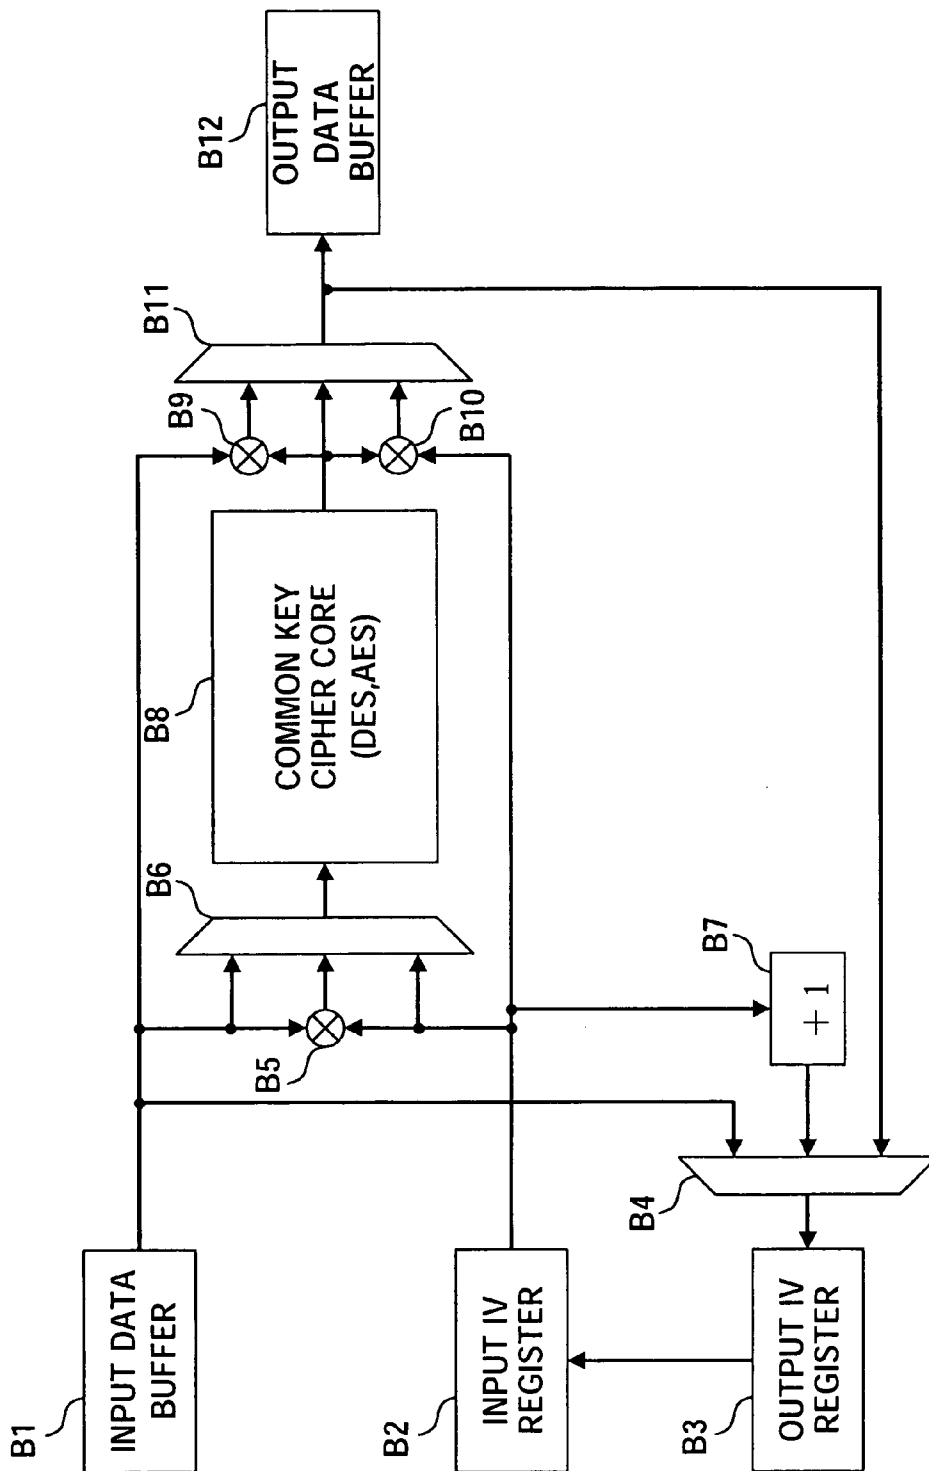 B1
INPUT DATA
BUFFER
B2
INPUT IV
REGISTER
B3
OUTPUT IV
REGISTER
B4
B5
B6
B7
+ 1
B8
COMMON KEY
CIPHER CORE
(DES,AES)
B9
B10
B11
B12
OUTPUT
DATA
BUFFER